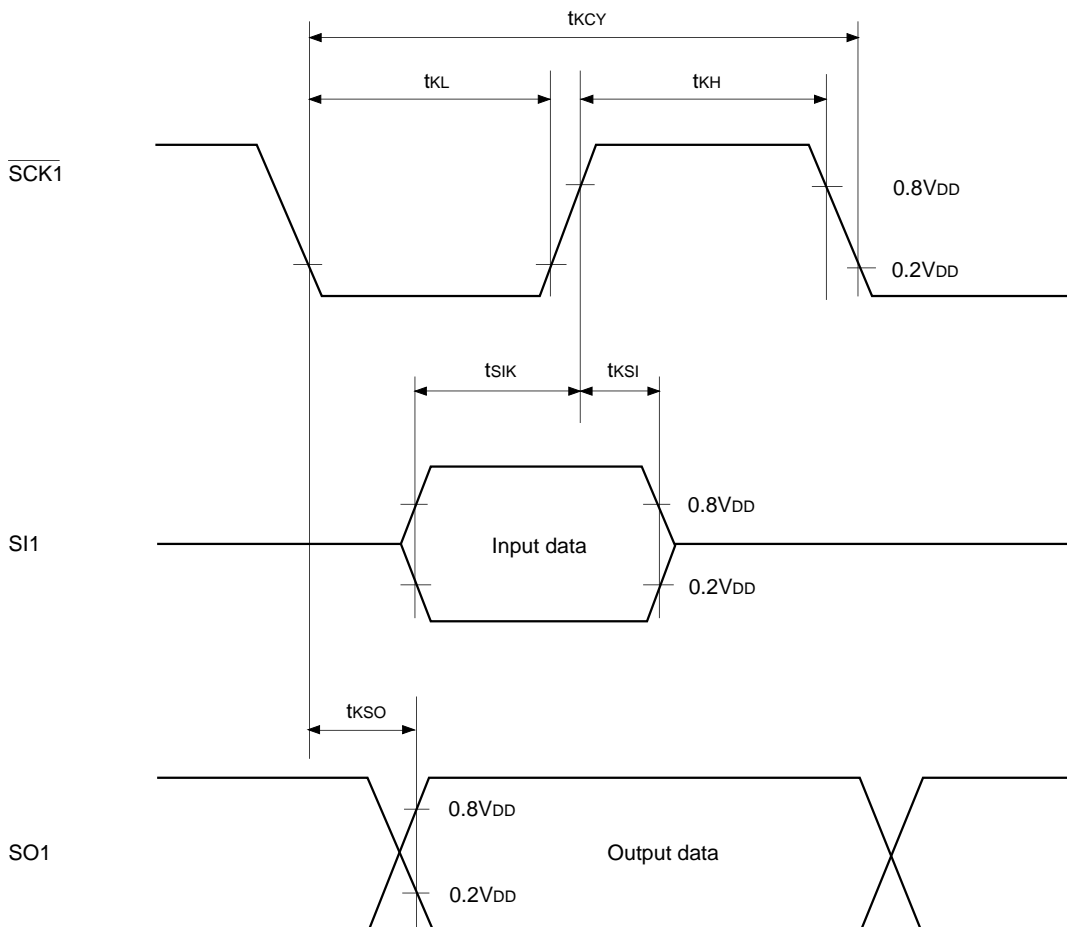 tKCY
tKL
tKH
SCK1
0.8VDD
0.2VDD
tSIK
tKSI
0.8VDD
SI1
Input data
0.2VDD
tKSO
0.8VDD
SO1
Output data
0.2VDD